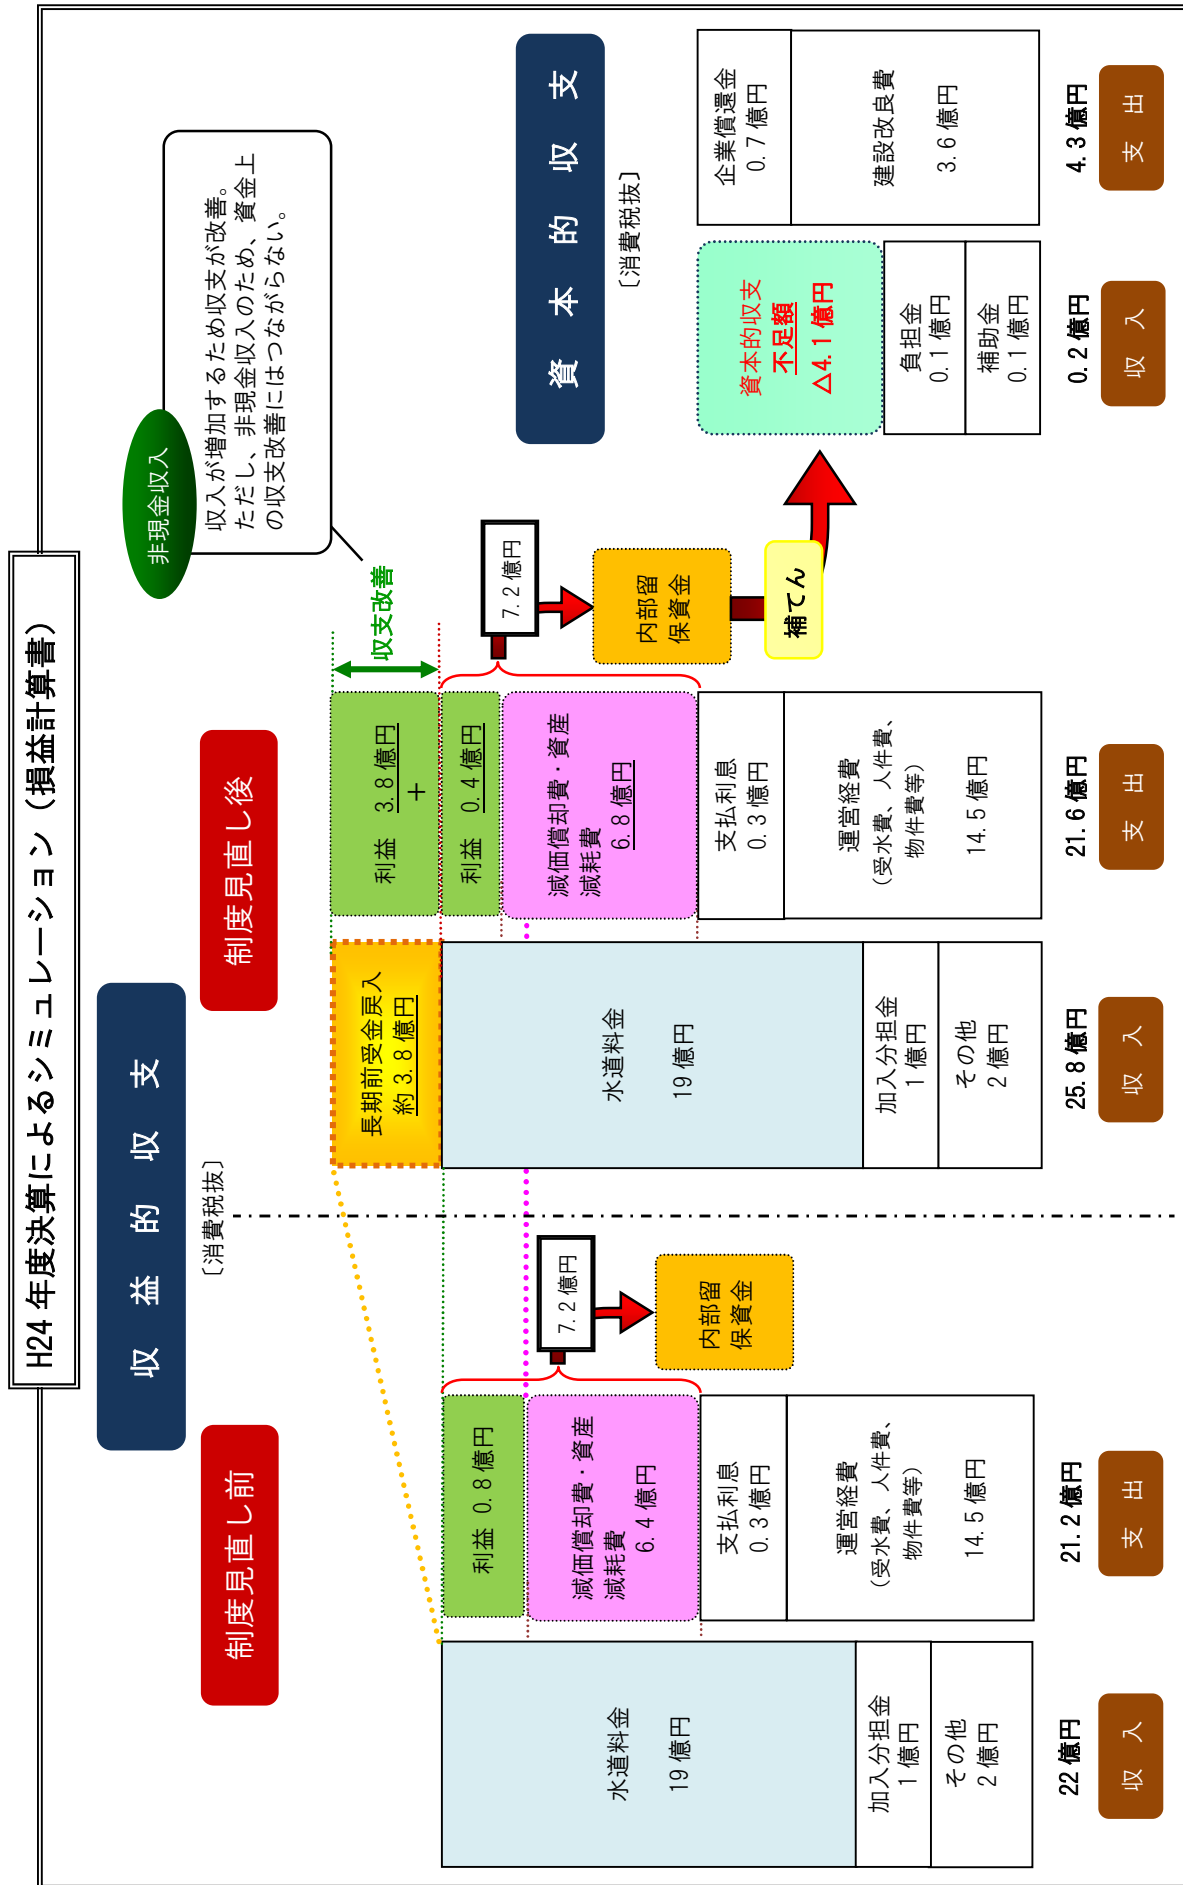 H24 年度決算によるシミュレーション（損益計算書）
収 益 的 収 支
〔消費税抜〕
制度見直し前
水道料金
19 億円
加入分担金
1 億円
その他
2 億円
22 億円
収 入
利益 0.8 億円
減価償却費・資産
減耗費
6.4 億円
支払利息
0.3 億円
運営経費
（受水費、人件費、
物件費等）
14.5 億円
21.2 億円
支 出
7.2 億円
内部留
保資金
制度見直し後
長期前受金戻入
約 3.8 億円
水道料金
19 億円
加入分担金
1 億円
その他
2 億円
25.8 億円
収 入
利益 3.8 億円
+
利益 0.4 億円
減価償却費・資産
減耗費
6.8 億円
支払利息
0.3 億円
運営経費
（受水費、人件費、
物件費等）
14.5 億円
21.6 億円
支 出
収支改善
非現金収入
収入が増加するため収支が改善。
ただし、非現金収入のため、資金上
の収支改善にはつながらない。
7.2 億円
内部留
保資金
補てん
資 本 的 収 支
〔消費税抜〕
資本的収支
不足額
△4.1 億円
負担金
0.1 億円
補助金
0.1 億円
0.2 億円
収 入
企業償還金
0.7 億円
建設改良費
3.6 億円
4.3 億円
支 出